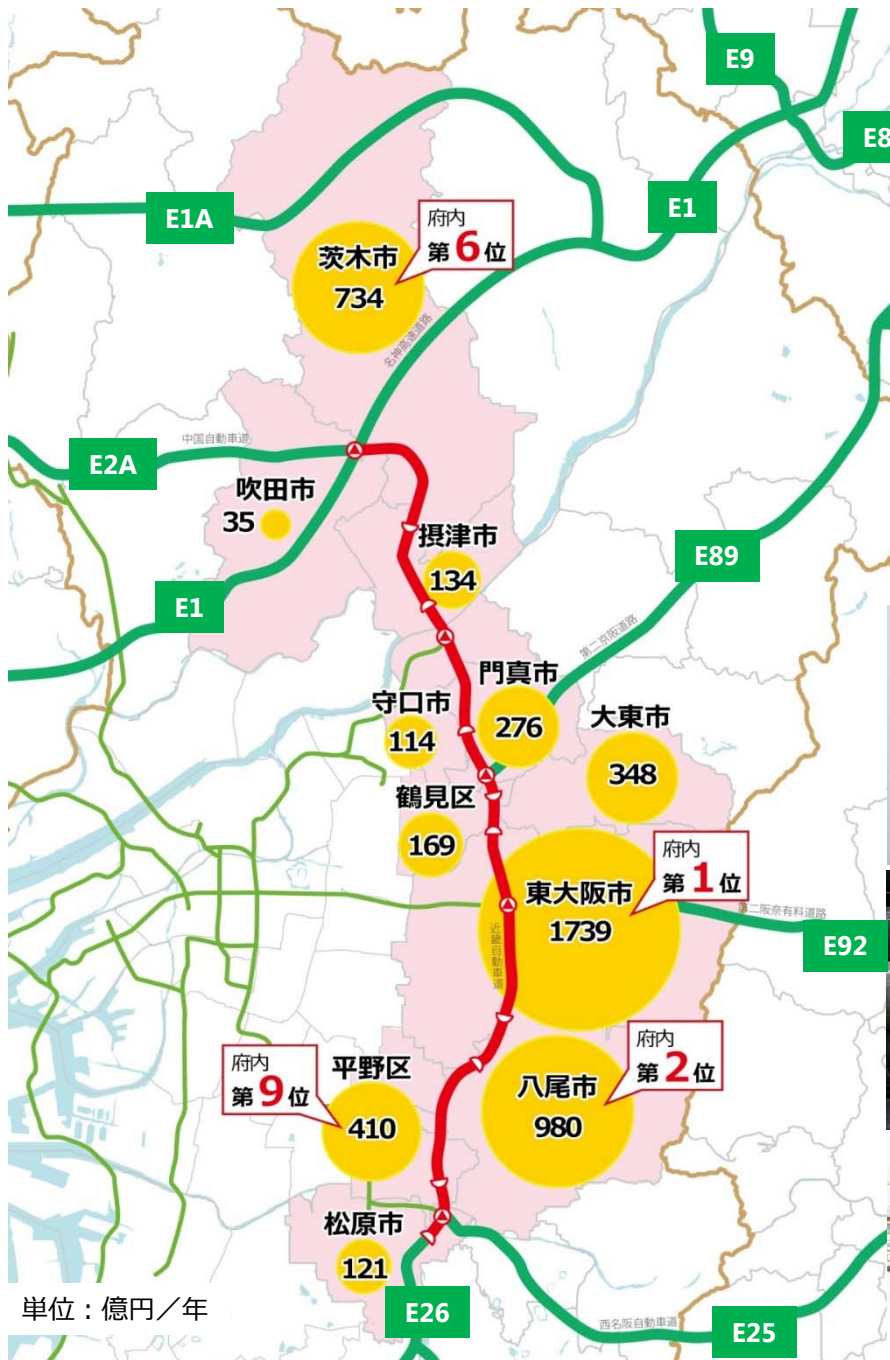 E9
E8
E1A
E1
府内
第6位
茨木市
734
名神高速道路
中国自動車道
E2A
吹田市
35
摂津市
134
E89
E1
第二京阪道路
門真市
276
守口市
114
大東市
348
鶴見区
169
府内
第1位
東大阪市
1739
第二阪奈有料道路
近畿自動車道
E92
府内
第2位
八尾市
980
府内
第9位
平野区
410
松原市
121
単位：億円／年
E26
西名阪自動車道
E25